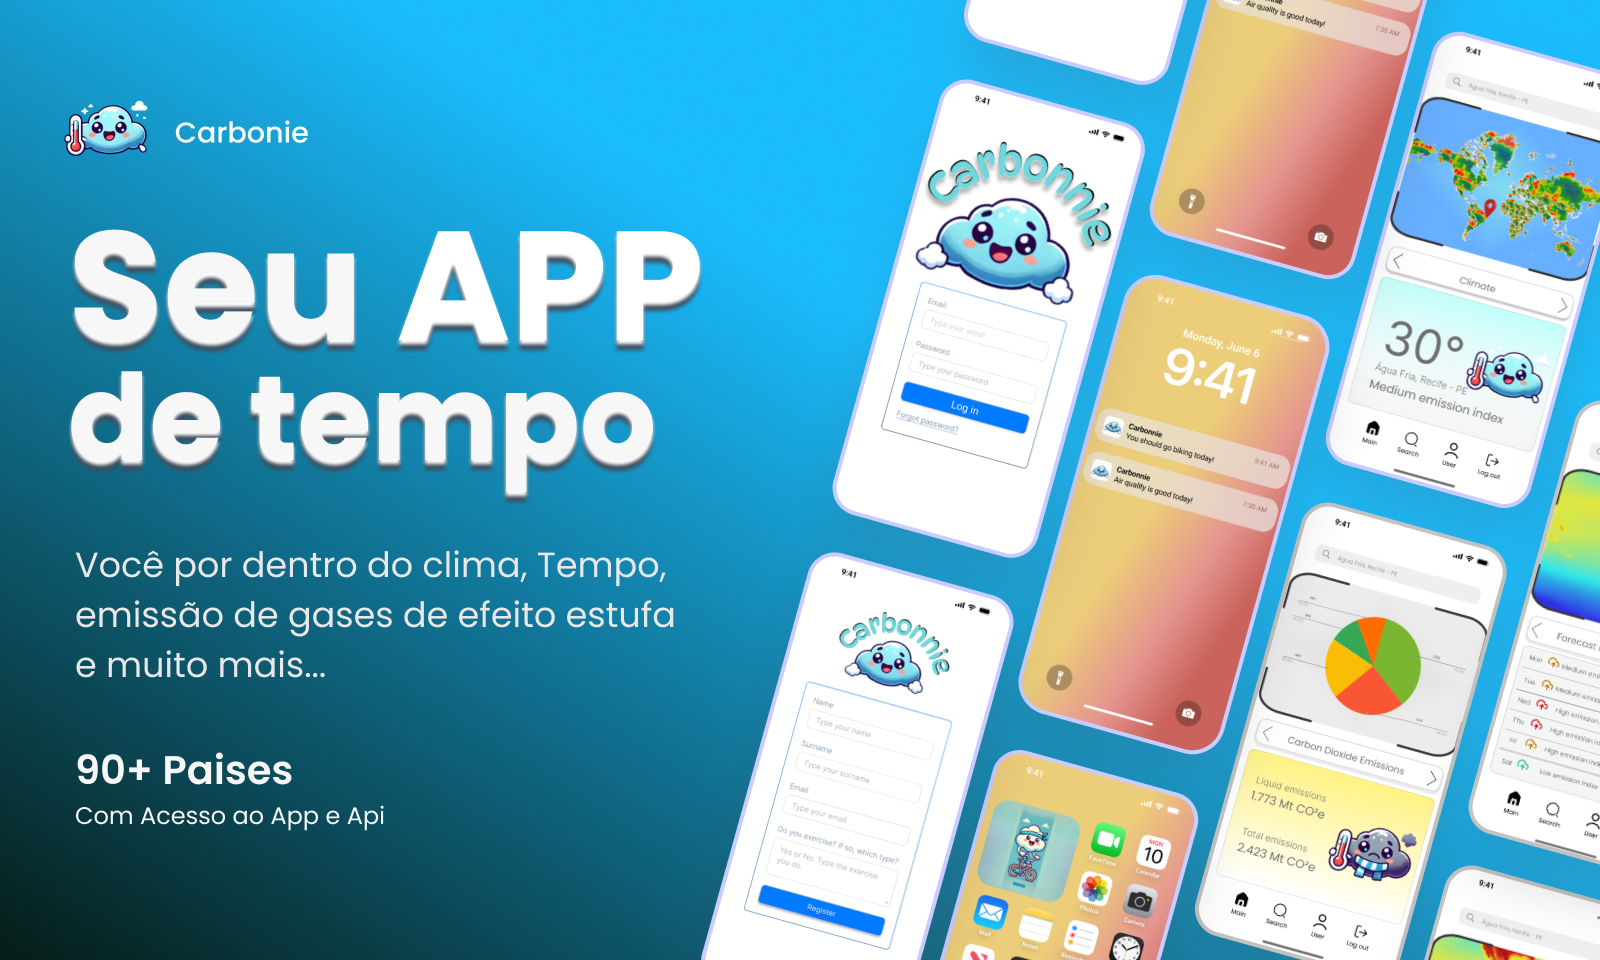 Carbonie
Seu APP
de tempo
Você por dentro do clima, Tempo,
emissão de gases de efeito estufa
e muito mais...
90+ Paises
Com Acesso ao App e Api
9:41
Carbonnie
Email
Type your email
Password
Type your password
Log in
Forgot password?
9:41
Carbonnie
Name
Type your name
Surname
Type your surname
Email
Type your email
Do you exercise? If so, which type?
Yes or No. Type the exercise
you do.
Register
Air quality is good today!
7:30 AM
9:41
Monday, June 6
9:41
Carbonnie
You should go biking today!
9:41 AM
Carbonnie
Air quality is good today!
7:30 AM
9:41
FaceTime
MON
10
Calendar
Photos
Camera
Mail
Notes
9:41
Água Fria, Recife - PE
Climate
30°
Água Fria, Recife - PE
Medium emission index
Main
Search
User
Log out
9:41
Água Fria, Recife - PE
Carbon Dioxide Emissions
Liquid emissions
1.773 Mt CO²e
Total emissions
2.423 Mt CO²e
Main
Search
User
Log out
Forecast
Mon
Medium emis
Tue
Medium emiss
Wed
High emission
Thu
High emission in
Fri
High emission ind
Sat
Low emission index
Main
Search
User
9:41
Água Fria, Recife - PE